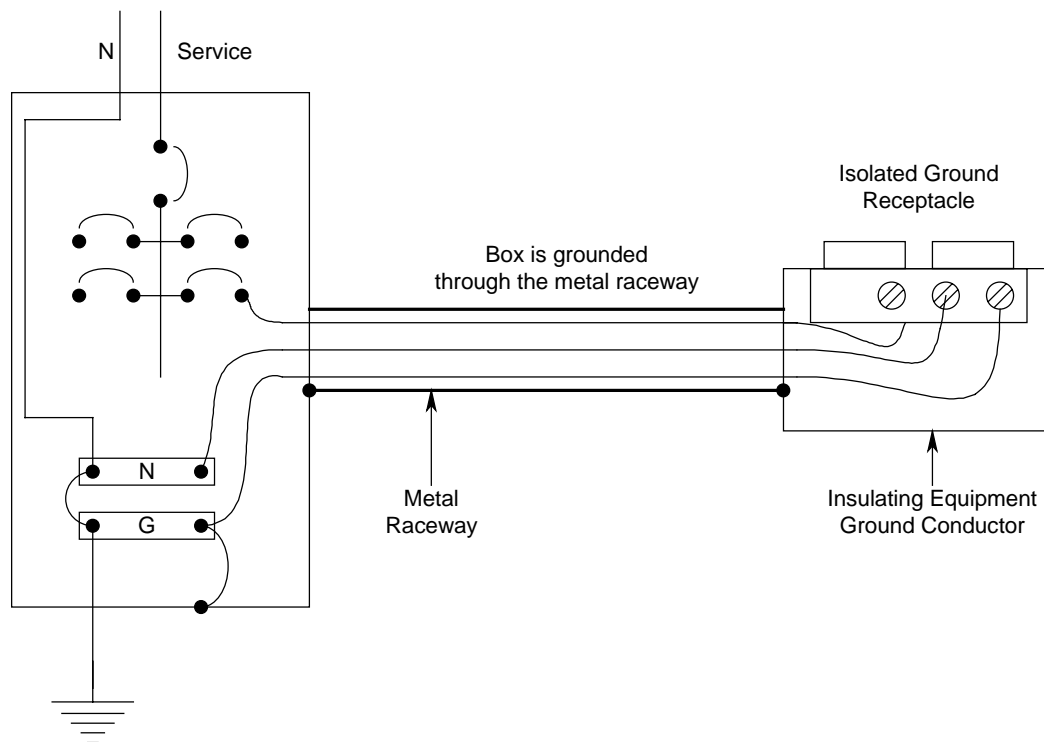 N
Service
Isolated Ground
Receptacle
Box is grounded
through the metal raceway
N
G
Metal
Raceway
Insulating Equipment
Ground Conductor